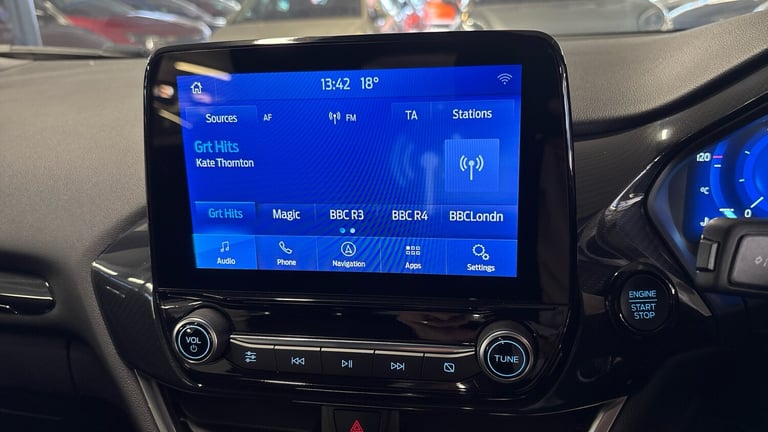 13:42 18°
Sources AF FM TA Stations
Grt Hits
Kate Thornton
Grt Hits Magic BBC R3 BBC R4 BBCLondn
Audio Phone Navigation Apps Settings
120
°C
0
ENGINE
START
STOP
VOL
TUNE